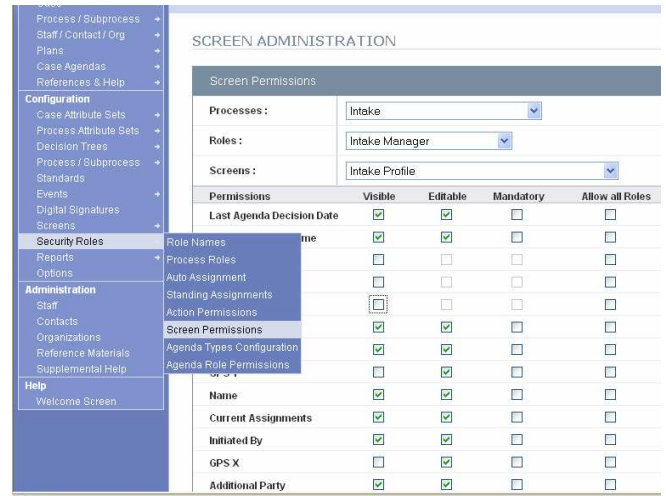 Process / Subprocess
Staff / Contact / Org
Plans
Case Agendas
References & Help
Configuration
Case Attribute Sets
Process Attribute Sets
Decision Trees
Process / Subprocess
Standards
Events
Digital Signatures
Screens
Security Roles
Reports
Options
Administration
Staff
Contacts
Organizations
Reference Materials
Supplemental Help
Help
Welcome Screen
Role Names
Process Roles
Auto Assignment
Standing Assignments
Action Permissions
Screen Permissions
Agenda Types Configuration
Agenda Role Permissions
SCREEN ADMINISTRATION
Screen Permissions
Processes : Intake
Roles : Intake Manager
Screens : Intake Profile
Permissions Visible Editable Mandatory Allow all Roles
Last Agenda Decision Date
me
Name
Current Assignments
Initiated By
GPS X
Additional Party